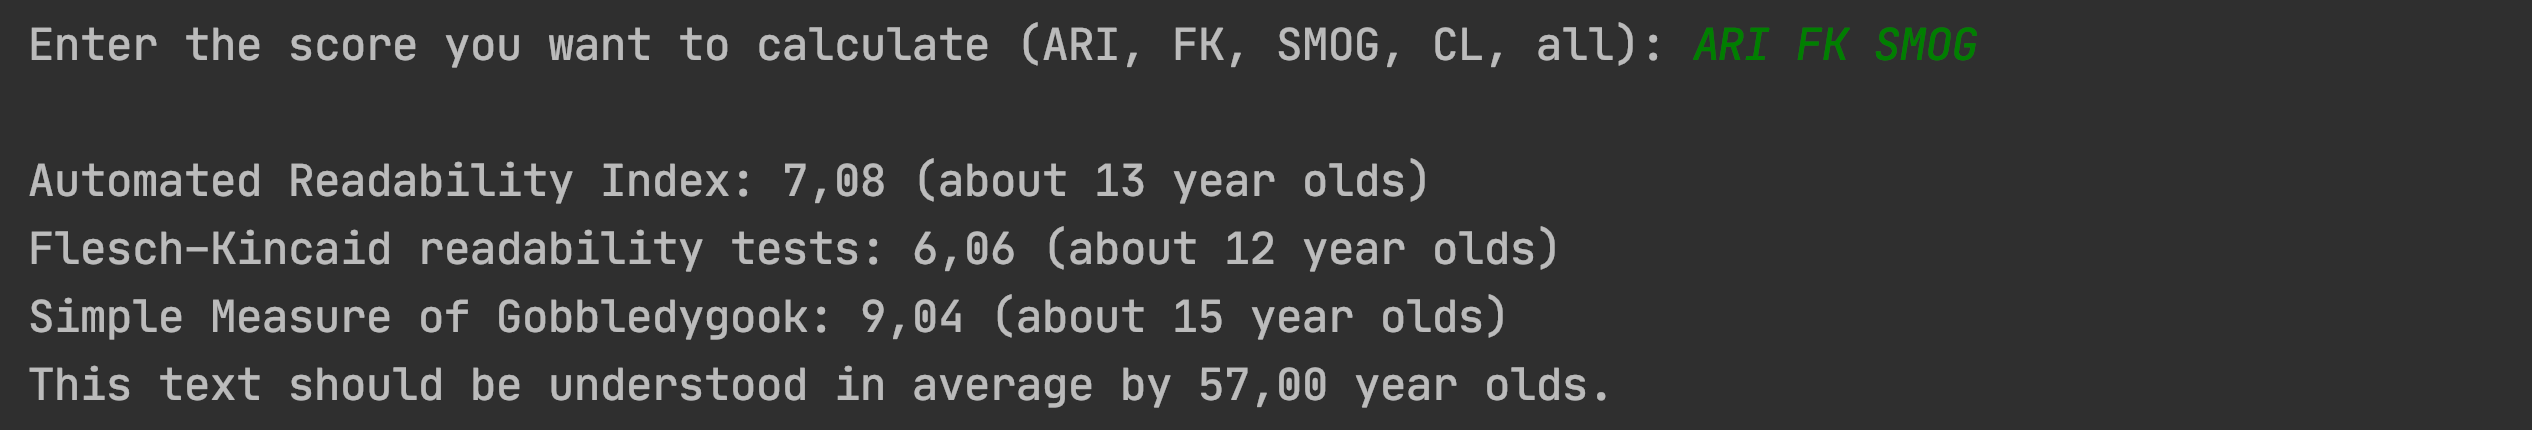 Enter the score you want to calculate (ARI, FK, SMOG, CL, all): ARI FK SMOG
Automated Readability Index: 7,08 (about 13 year olds)
Flesch-Kincaid readability tests: 6,06 (about 12 year olds)
Simple Measure of Gobbledygook: 9,04 (about 15 year olds)
This text should be understood in average by 57,00 year olds.